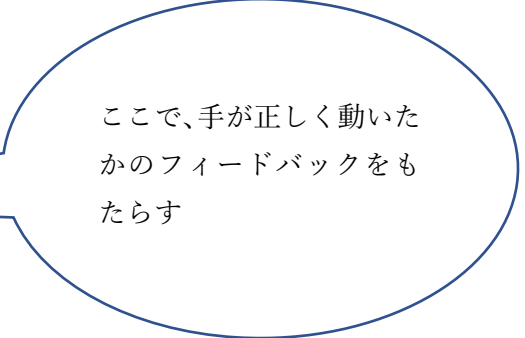 ここで、手が正しく動いた
かのフィードバックをも
たらす